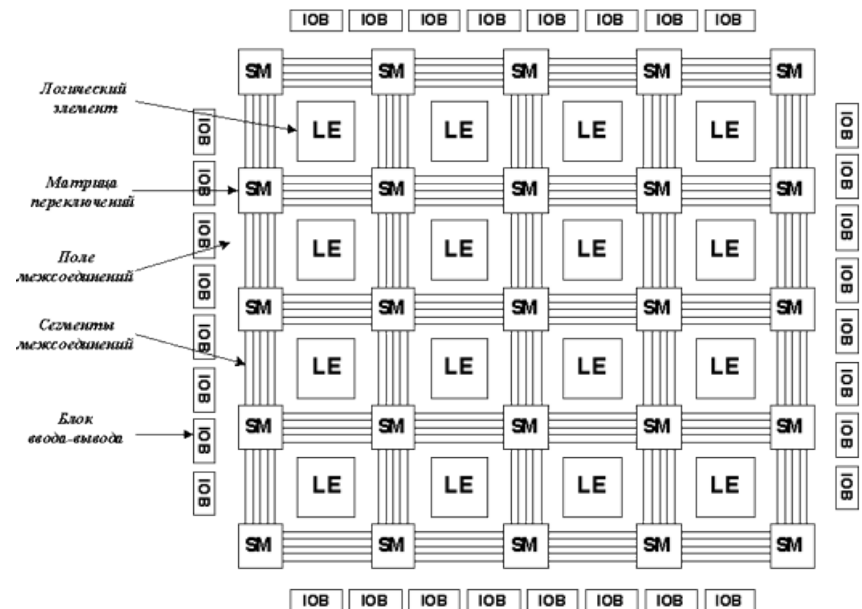 IOB IOB IOB IOB IOB IOB IOB IOB
SM SM SM SM SM
Логический
элемент
IOB IOB
LE LE LE LE
IOB IOB
Матрица
переключений
SM SM SM SM SM
IOB IOB
LE LE LE LE
Поле
межсоединений
IOB IOB
SM SM SM SM SM
Сегменты
межсоединений
IOB IOB
LE LE LE LE
IOB IOB
Блок
ввода-вывода
SM SM SM SM SM
IOB IOB
LE LE LE LE
IOB IOB
SM SM SM SM SM
IOB IOB IOB IOB IOB IOB IOB IOB